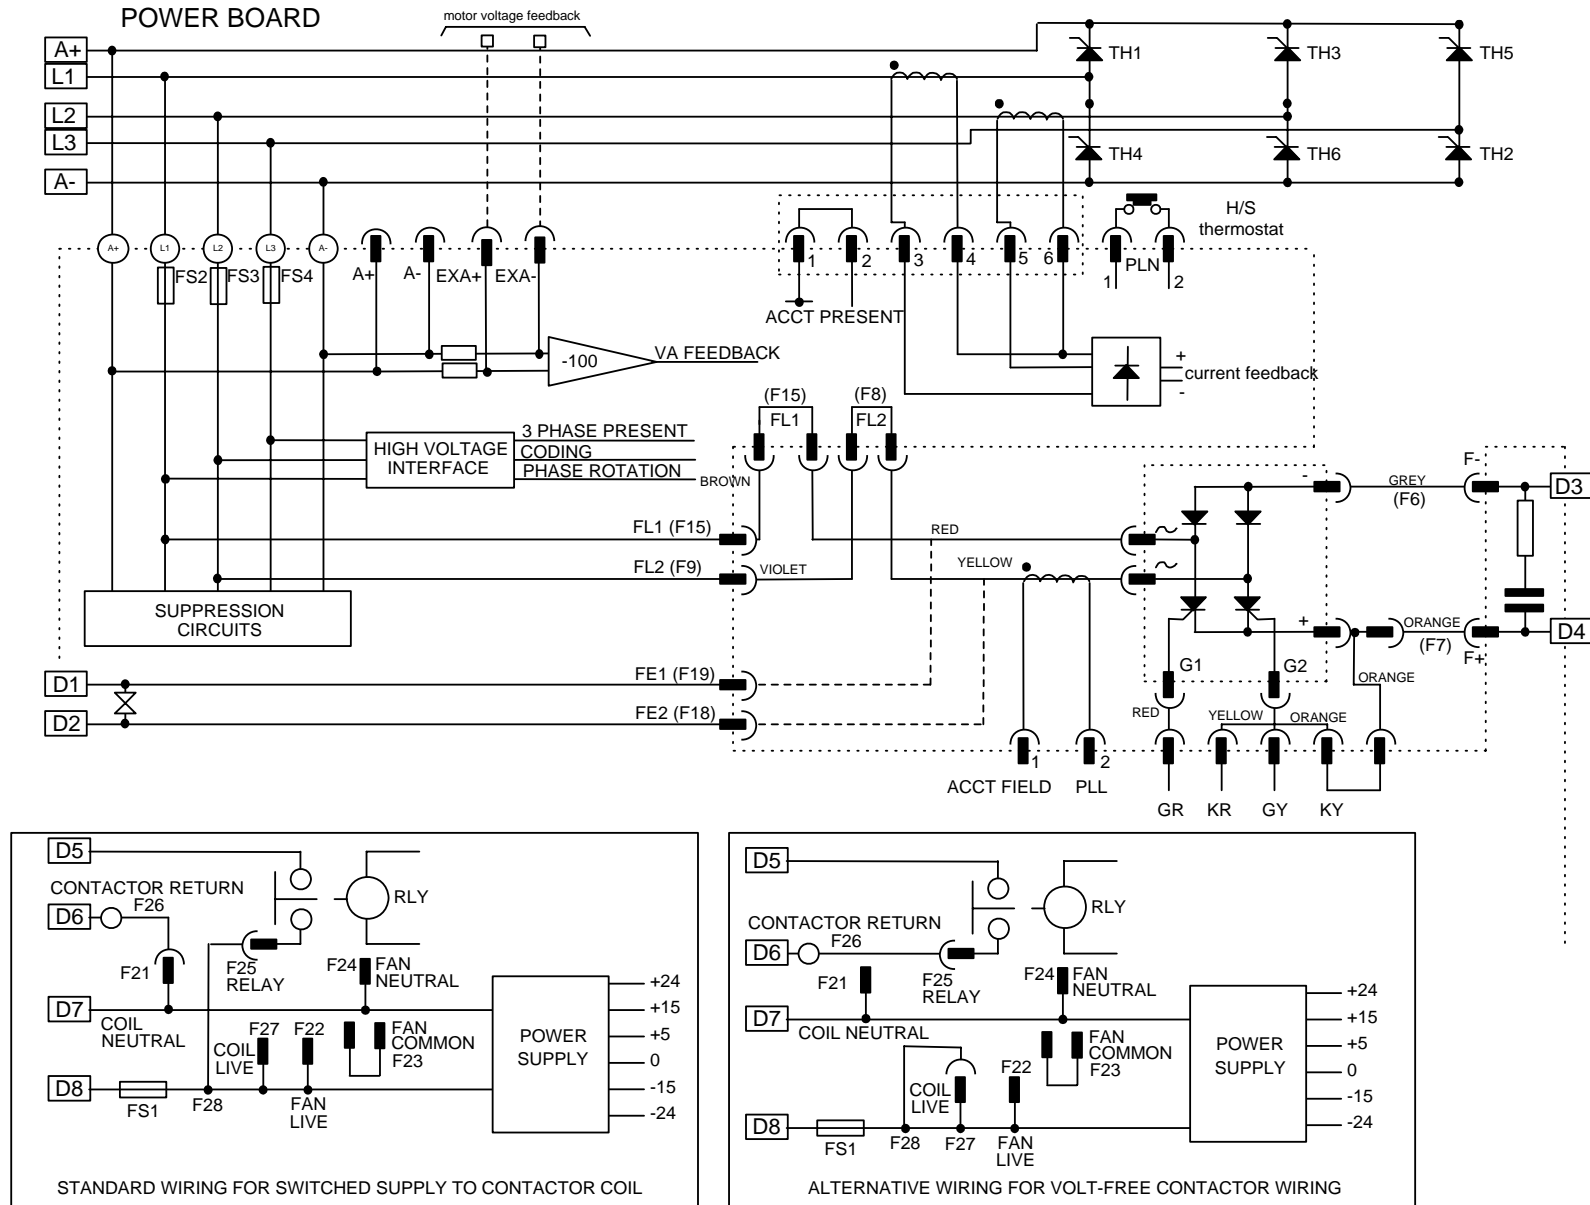 POWER BOARD
motor voltage feedback
A+
L1
L2
L3
A-
TH1
TH3
TH5
TH4
TH6
TH2
H/S
thermostat
A+
L1
L2
L3
A-
FS2
FS3
FS4
A+
A-
EXA+
EXA-
1
2
3
4
5
6
PLN
1
2
ACCT PRESENT
-100
VA FEEDBACK
+
current feedback
-
(F15)
FL1
(F8)
FL2
HIGH VOLTAGE
INTERFACE
3 PHASE PRESENT
CODING
PHASE ROTATION
BROWN
FL1 (F15)
RED
FL2 (F9)
VIOLET
YELLOW
-
GREY
(F6)
F-
D3
SUPPRESSION
CIRCUITS
+
ORANGE
(F7)
F+
D4
D1
FE1 (F19)
G1
G2
ORANGE
D2
FE2 (F18)
RED
YELLOW
ORANGE
1
2
ACCT FIELD
PLL
GR
KR
GY
KY
D5
CONTACTOR RETURN
D6
F26
RLY
F21
F25
RELAY
F24
FAN
NEUTRAL
D7
COIL
NEUTRAL
F27
F22
COIL
LIVE
FAN
COMMON
F23
POWER
SUPPLY
+24
+15
+5
0
-15
-24
D8
FS1
F28
FAN
LIVE
STANDARD WIRING FOR SWITCHED SUPPLY TO CONTACTOR COIL
D5
CONTACTOR RETURN
D6
F26
RLY
F21
F25
RELAY
F24
FAN
NEUTRAL
D7
COIL NEUTRAL
FAN
COMMON
F23
F22
COIL
LIVE
POWER
SUPPLY
+24
+15
+5
0
-15
-24
D8
FS1
F28
F27
FAN
LIVE
ALTERNATIVE WIRING FOR VOLT-FREE CONTACTOR WIRING